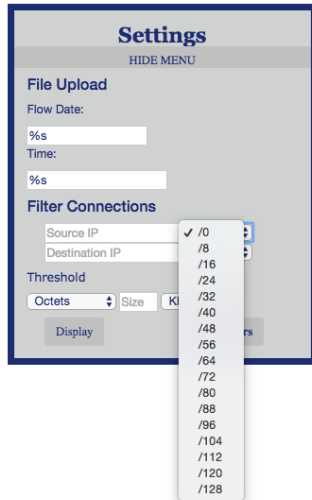 Settings
HIDE MENU
File Upload
Flow Date:
%s
Time:
%s
Filter Connections
Source IP
Destination IP
Threshold
Octets Size
Display
✓ /0
/8
/16
/24
/32
/40
/48
/56
/64
/72
/80
/88
/96
/104
/112
/120
/128